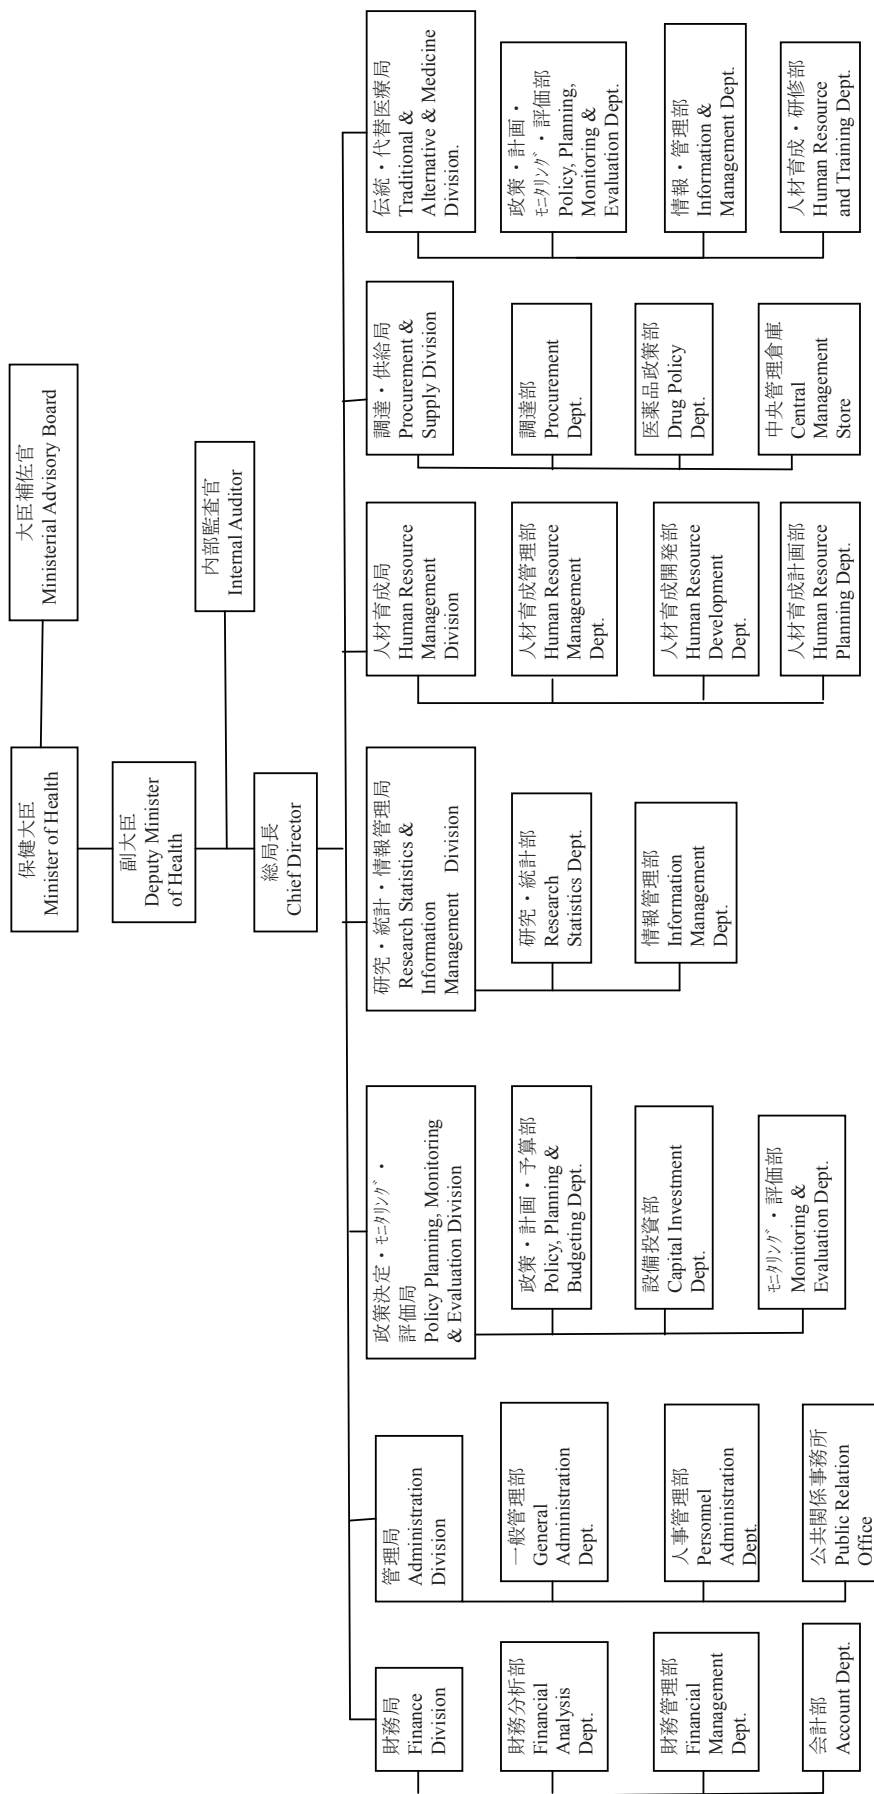 保健大臣
Minister of Health
大臣補佐官
Ministerial Advisory Board
副大臣
Deputy Minister
of Health
内部監査官
Internal Auditor
総局長
Chief Director
財務局
Finance
Division
財務分析部
Financial
Analysis
Dept.
財務管理部
Financial
Management
Dept.
会計部
Account Dept.
管理局
Administration
Division
一般管理部
General
Administration
Dept.
人事管理部
Personnel
Administration
Dept.
公共関係事務所
Public Relation
Office
政策決定・ﾓﾆﾀﾘﾝｸﾞ・
評価局
Policy Planning, Monitoring
& Evaluation Division
政策・計画・予算部
Policy, Planning &
Budgeting Dept.
設備投資部
Capital Investment
Dept.
ﾓﾆﾀﾘﾝｸﾞ・評価部
Monitoring &
Evaluation Dept.
研究・統計・情報管理局
Research Statistics &
Information
Management Division
研究・統計部
Research
Statistics Dept.
情報管理部
Information
Management
Dept.
人材育成局
Human Resource
Management
Division
人材育成管理部
Human Resource
Management
Dept.
人材育成開発部
Human Resource
Development
Dept.
人材育成計画部
Human Resource
Planning Dept.
調達・供給局
Procurement &
Supply Division
調達部
Procurement
Dept.
医薬品政策部
Drug Policy
Dept.
中央管理倉庫
Central
Management
Store
伝統・代替医療局
Traditional &
Alternative & Medicine
Division.
政策・計画・
ﾓﾆﾀﾘﾝｸﾞ・評価部
Policy, Planning,
Monitoring &
Evaluation Dept.
情報・管理部
Information &
Management Dept.
人材育成・研修部
Human Resource
and Training Dept.